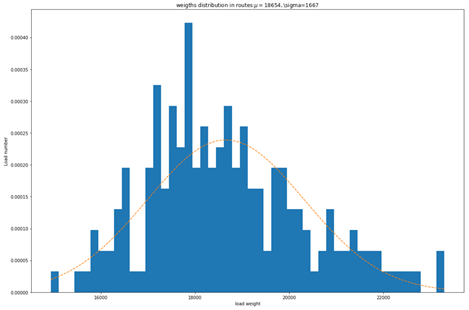 weigths distribution in routes:μ = 18654, \sigma=1667
Load number
0.00040
0.00035
0.00030
0.00025
0.00020
0.00015
0.00010
0.00005
0.00000
16000 18000 20000 22000
load weight